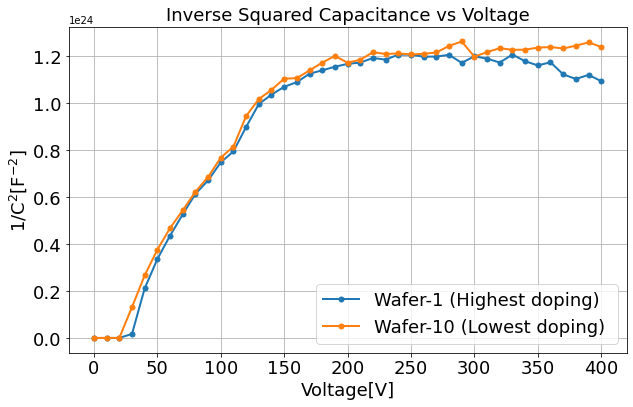 Inverse Squared Capacitance vs Voltage
1e24
1.2
1.0
0.8
0.6
0.4
0.2
0.0
1/C²[F⁻²]
Wafer-1 (Highest doping)
Wafer-10 (Lowest doping)
0 50 100 150 200 250 300 350 400
Voltage[V]